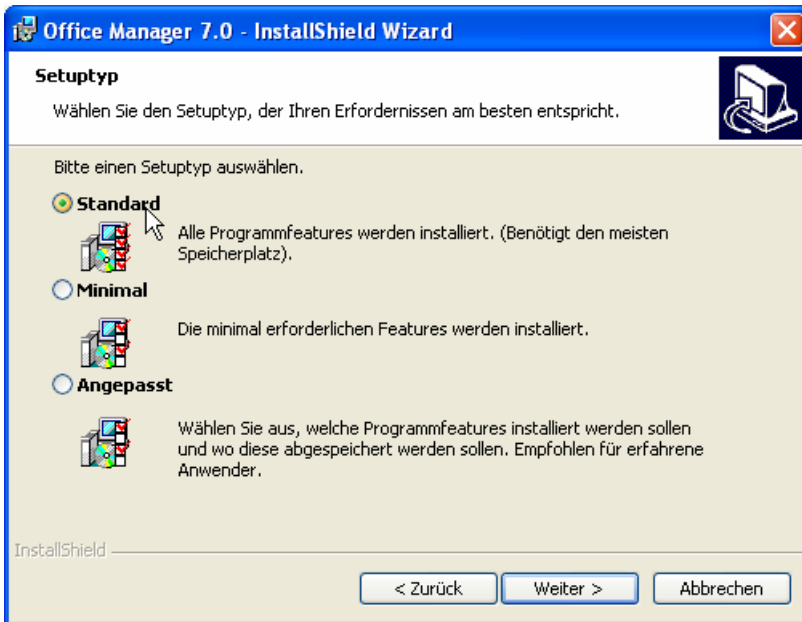 Office Manager 7.0 - InstallShield Wizard
Setuptyp
Wählen Sie den Setuptyp, der Ihren Erfordernissen am besten entspricht.
Bitte einen Setuptyp auswählen.
Standard
Alle Programmfeatures werden installiert. (Benötigt den meisten
Speicherplatz).
Minimal
Die minimal erforderlichen Features werden installiert.
Angepasst
Wählen Sie aus, welche Programmfeatures installiert werden sollen
und wo diese abgespeichert werden sollen. Empfohlen für erfahrene
Anwender.
InstallShield
< Zurück Weiter > Abbrechen